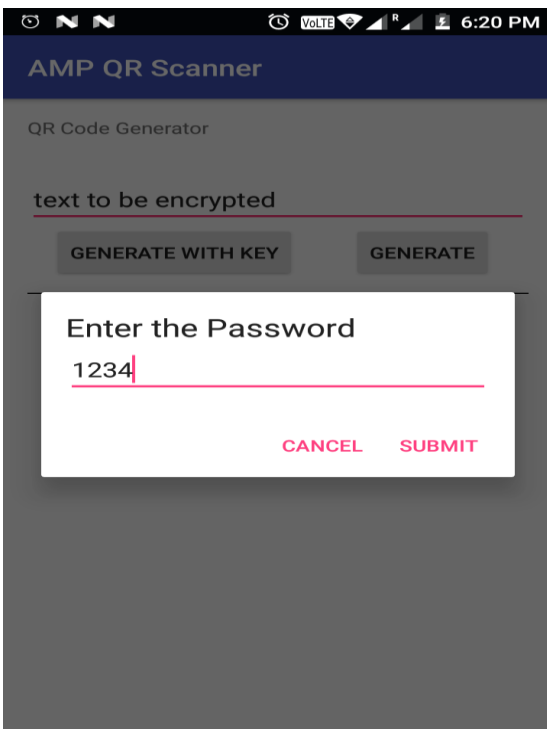 N N VoLTE R 6:20 PM
AMP QR Scanner
QR Code Generator
text to be encrypted
GENERATE WITH KEY GENERATE
Enter the Password
1234
CANCEL SUBMIT